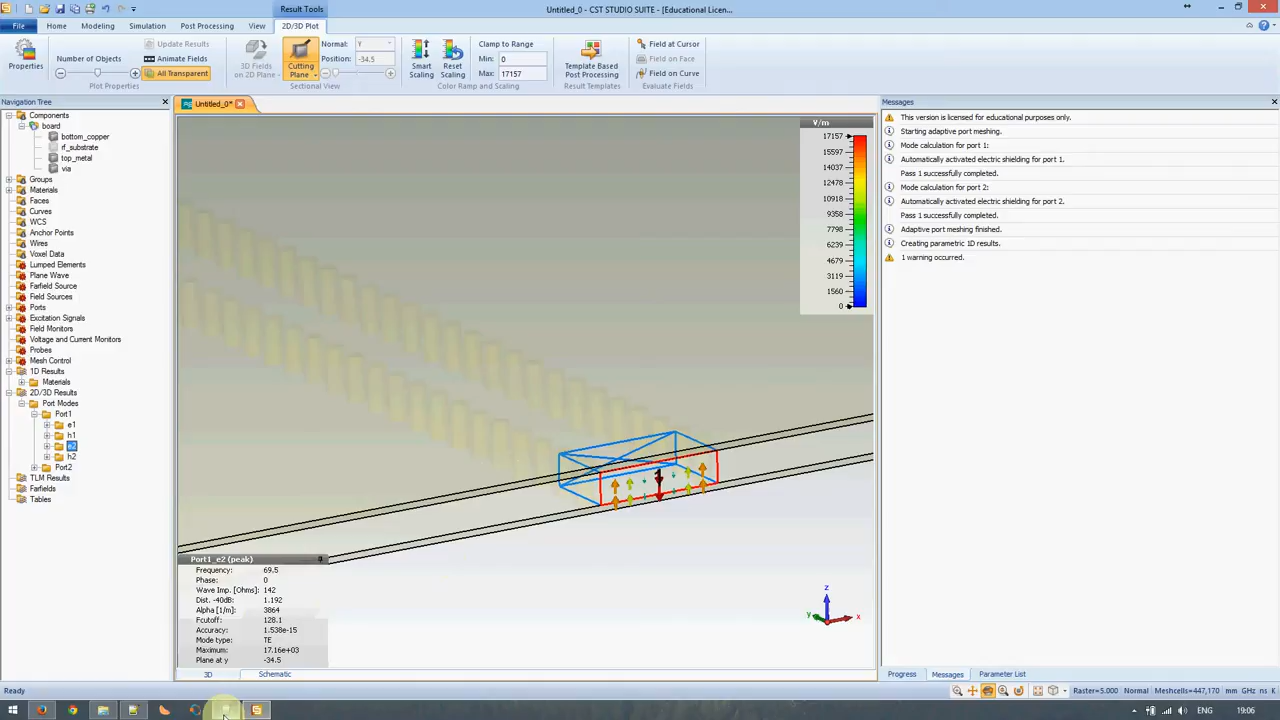 Result Tools
Untitled_0* - CST STUDIO SUITE - [Educational Licen...
File Home Modeling Simulation Post Processing View 2D/3D Plot
Properties
Number of Objects
Update Results
Animate Fields
All Transparent
Plot Properties
3D Fields on 2D Plane
Cutting Plane
Normal: Y
Position: -34.5
Sectional View
Smart Scaling
Reset Scaling
Clamp to Range
Min: 0
Max: 17157
Color Ramp and Scaling
Template Based Post Processing
Result Templates
Field at Cursor
Field on Face
Field on Curve
Evaluate Fields
Navigation Tree
Untitled_0*
Messages
Components
board
bottom_copper
rf_substrate
top_metal
via
Groups
Materials
Faces
Curves
WCS
Anchor Points
Wires
Voxel Data
Lumped Elements
Plane Wave
Farfield Source
Field Sources
Ports
Excitation Signals
Field Monitors
Voltage and Current Monitors
Probes
Mesh Control
1D Results
Materials
2D/3D Results
Port Modes
Port1
e1
h1
e2
h2
Port2
TLM Results
Farfields
Tables
V/m
17157
15597
14037
12478
10918
9358
7798
6239
4679
3119
1560
0
Port1_e2 (peak)
Frequency: 69.5
Phase: 0
Wave Imp. [Ohms] 142
Dist. -40dB: 1.192
Alpha [1/m]: 3864
Fcutoff: 128.1
Accuracy: 1.538e-15
Mode type: TE
Maximum: 17.16e+03
Plane at y -34.5
z
y
x
3D Schematic
This version is licensed for educational purposes only.
Starting adaptive port meshing.
Mode calculation for port 1:
Automatically activated electric shielding for port 1.
Pass 1 successfully completed.
Mode calculation for port 2:
Automatically activated electric shielding for port 2.
Pass 1 successfully completed.
Adaptive port meshing finished.
Creating parametric 1D results.
1 warning occurred.
Progress Messages Parameter List
Ready
Raster=5.000 Normal Meshcells=447,170 mm GHz ns K
ENG 19:06